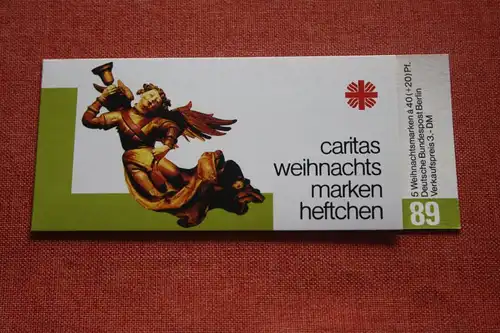 caritas
weihnachts
marken
heftchen
5 Weihnachtsmarken à 40 (+20) Pf.
Deutsche Bundespost Berlin
Verkaufspreis 3,- DM
89